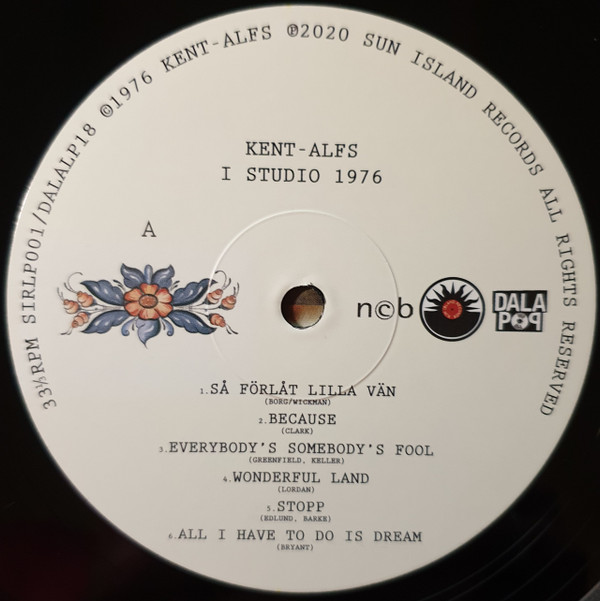 33⅓RPM SIRLP001/DALALP18 ©1976 KENT-ALFS ℗2020 SUN ISLAND RECORDS ALL RIGHTS RESERVED
KENT-ALFS
I STUDIO 1976
A
n©b
DALA
POP
1.SÅ FÖRLÅT LILLA VÄN
(BORG/WICKMAN)
2.BECAUSE
(CLARK)
3.EVERYBODY'S SOMEBODY'S FOOL
(GREENFIELD, KELLER)
4.WONDERFUL LAND
(LORDAN)
5.STOPP
(EDLUND, BARKE)
6.ALL I HAVE TO DO IS DREAM
(BRYANT)